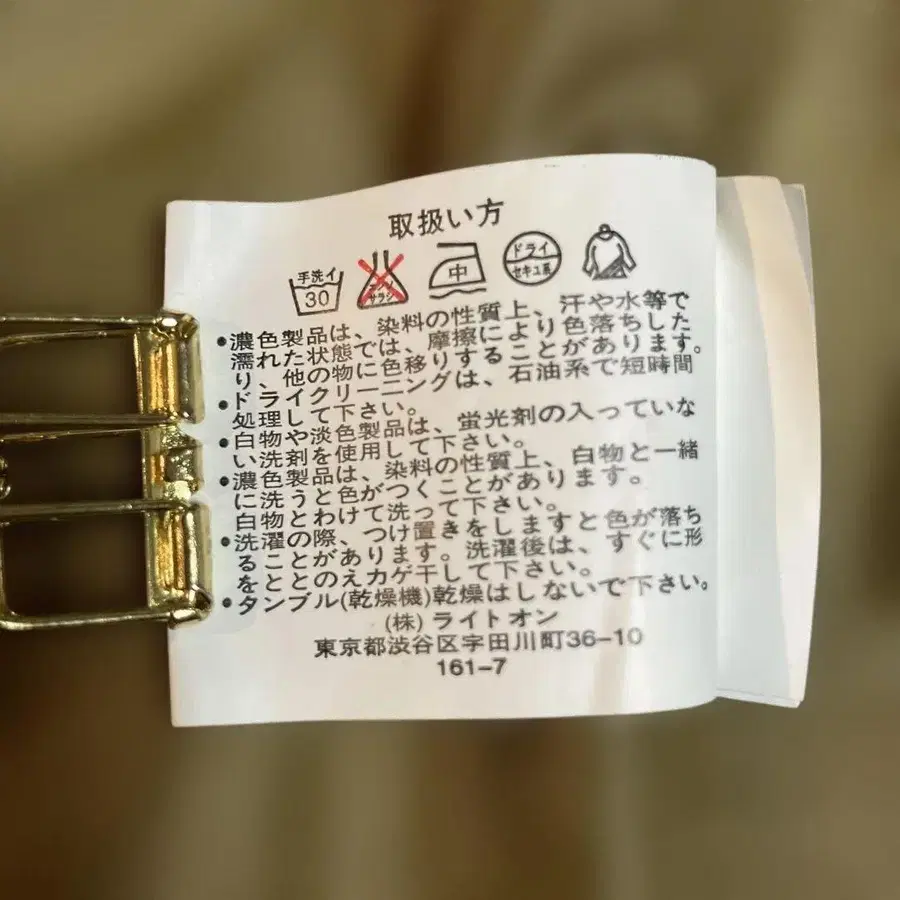 取扱い方
手洗イ ドライ
30 エンソサラシ 中 セキユ系
•濃色製品は、染料の性質上、汗や水等で
濡れた状態では、摩擦により色落ちした
り、他の物に色移りすることがあります。
•ドライクリーニングは、石油系で短時間
処理して下さい。
•白物や淡色製品は、蛍光剤の入っていな
い洗剤を使用して下さい。
•濃色製品は、染料の性質上、白物と一緒
に洗うと色がつくことがあります。
白物とわけて洗って下さい。
•洗濯の際、つけ置きをしますと色が落ち
ることがあります。洗濯後は、すぐに形
をととのえカゲ干して下さい。
•タンブル(乾燥機)乾燥はしないで下さい。
(株) ライトオン
東京都渋谷区宇田川町36-10
161-7